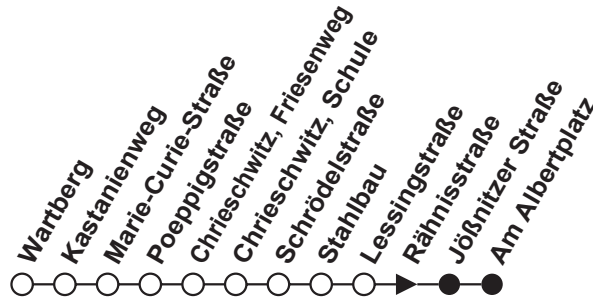 Wartberg
Kastanienweg
Marie-Curie-Straße
Poeppigstraße
Chrieschwitz, Friesenweg
Chrieschwitz, Schule
Schrödelstraße
Stahlbau
Lessingstraße
Rähnisstraße
Jößnitzer Straße
Am Albertplatz